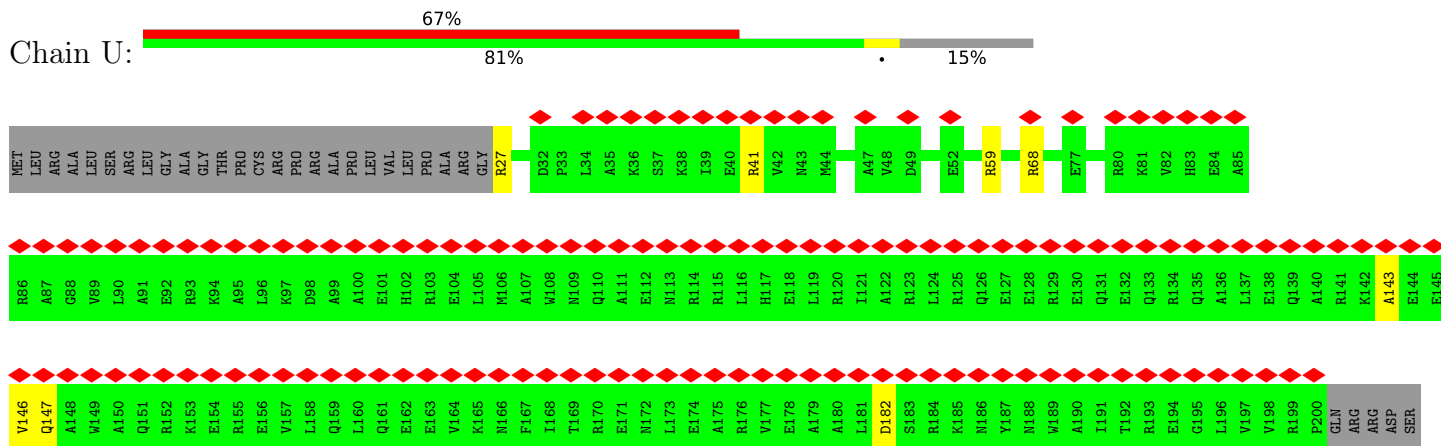 67%
Chain U:
81% • 15%
MET LEU ARG ALA LEU SER ARG LEU GLY ALA GLY THR PRO CYS ARG PRO ARG ALA PRO LEU VAL LEU PRO ALA ARG GLY R27 D32 P33 L34 A35 K36 S37 K38 I39 E40 R41 V42 N43 M44 A47 V48 D49 E52 R59 R68 E77 R80 K81 V82 H83 E84 A85
R86 A87 G88 V89 L90 A91 E92 R93 K94 A95 L96 K97 D98 A99 A100 E101 H102 R103 E104 L105 M106 A107 W108 N109 Q110 A111 E112 N113 R114 R115 L116 H117 E118 L119 R120 I121 A122 R123 L124 R125 Q126 E127 E128 R129 E130 Q131 E132 Q133 R134 Q135 A136 L137 E138 Q139 A140 R141 K142 A143 E144 E145
V146 Q147 A148 W149 A150 Q151 R152 K153 E154 R155 E156 V157 L158 Q159 L160 Q161 E162 E163 V164 K165 N166 F167 I168 T169 R170 E171 N172 L173 E174 A175 R176 V177 E178 A179 A180 L181 D182 S183 R184 K185 N186 Y187 N188 W189 A190 I191 T192 R193 E194 G195 L196 V197 V198 R199 P200 GLN ARG ARG ASP SER